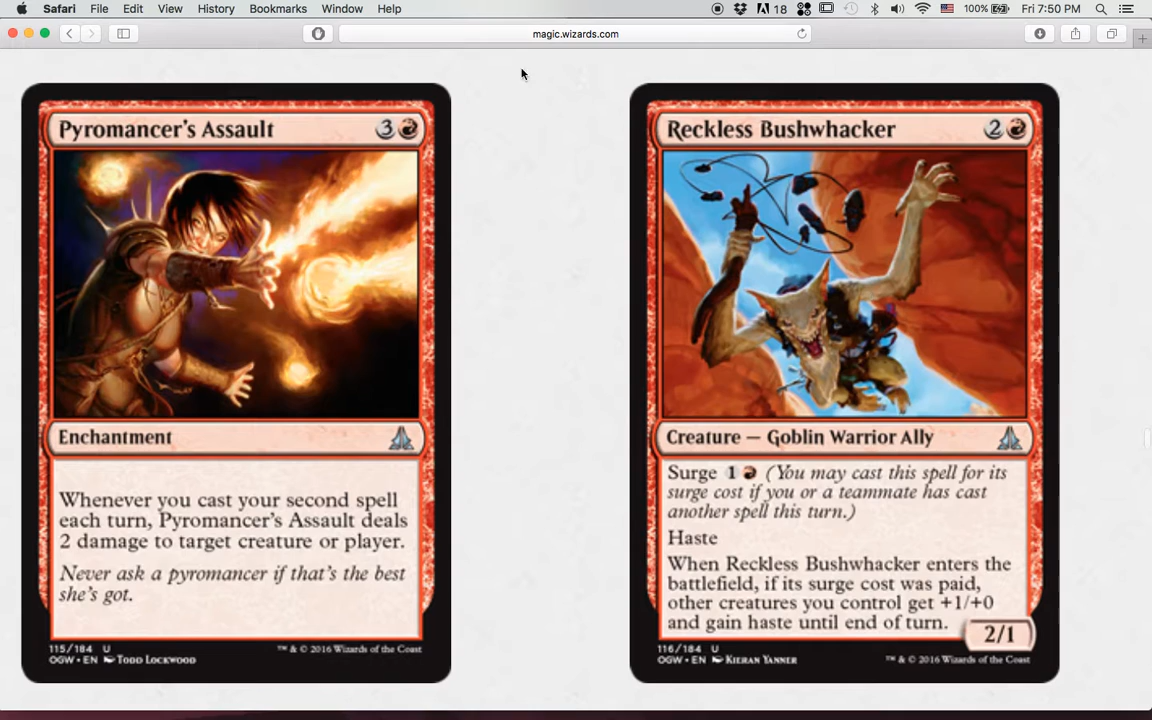 Safari File Edit View History Bookmarks Window Help 18 100% Fri 7:50 PM
magic.wizards.com
Pyromancer's Assault 3
Enchantment
Whenever you cast your second spell
each turn, Pyromancer's Assault deals
2 damage to target creature or player.
Never ask a pyromancer if that's the best
she's got.
115/184 U
OGW • EN Todd Lockwood
™ & © 2016 Wizards of the Coast
Reckless Bushwhacker 2
Creature — Goblin Warrior Ally
Surge 1 (You may cast this spell for its
surge cost if you or a teammate has cast
another spell this turn.)
Haste
When Reckless Bushwhacker enters the
battlefield, if its surge cost was paid,
other creatures you control get +1/+0
and gain haste until end of turn.
2/1
116/184 U
OGW • EN Kieran Yanner
™ & © 2016 Wizards of the Coast